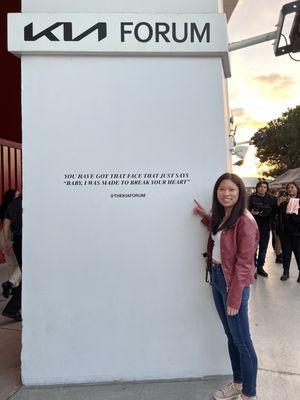 KIA FORUM
YOU HAVE GOT THAT FACE THAT JUST SAYS
“BABY, I WAS MADE TO BREAK YOUR HEART”
@THEKIAFORUM